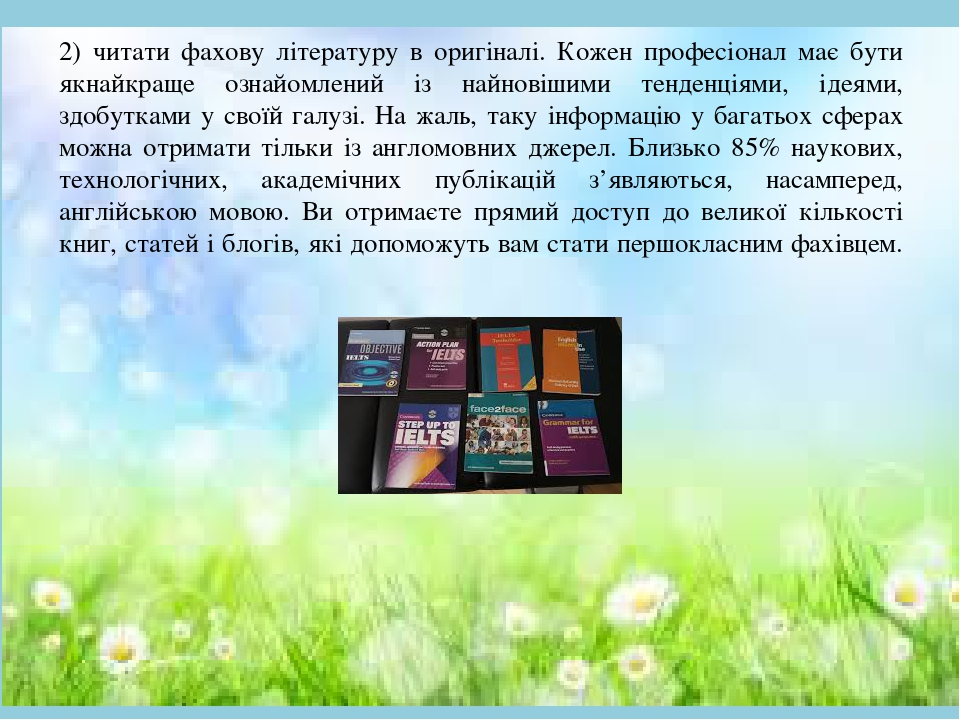 2) читати фахову літературу в оригіналі. Кожен професіонал має бути
якнайкраще ознайомлений із найновішими тенденціями, ідеями,
здобутками у своїй галузі. На жаль, таку інформацію у багатьох сферах
можна отримати тільки із англомовних джерел. Близько 85% наукових,
технологічних, академічних публікацій з’являються, насамперед,
англійською мовою. Ви отримаєте прямий доступ до великої кількості
книг, статей і блогів, які допоможуть вам стати першокласним фахівцем.
OBJECTIVE
IELTS
ACTION PLAN
for IELTS
IELTS
Testbuilder
English
in
Use
STEP UP TO
IELTS
face2face
Grammar for
IELTS